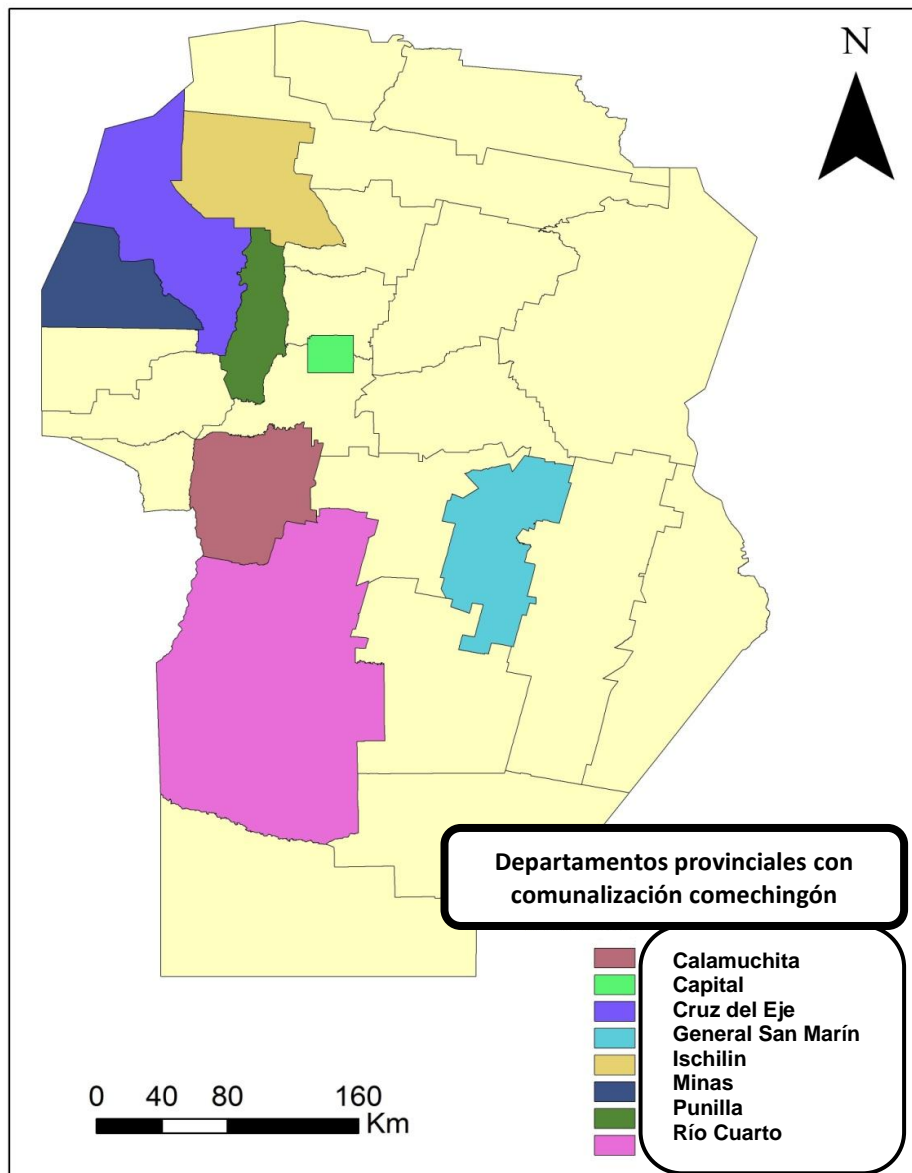 N
Departamentos provinciales con
comunalización comechingón
Calamuchita
Capital
Cruz del Eje
General San Marín
Ischilin
Minas
Punilla
Río Cuarto
0 40 80 160
Km